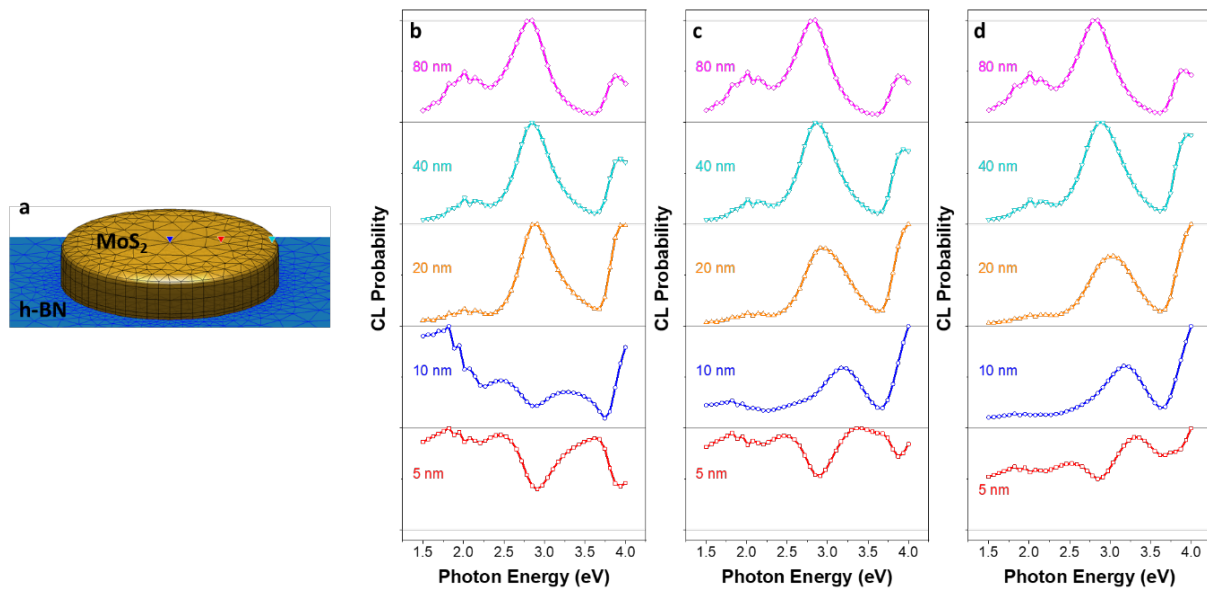 a
MoS2
h-BN
b
80 nm
40 nm
20 nm
10 nm
5 nm
CL Probability
1.5 2.0 2.5 3.0 3.5 4.0
Photon Energy (eV)
c
80 nm
40 nm
20 nm
10 nm
5 nm
CL Probability
1.5 2.0 2.5 3.0 3.5 4.0
Photon Energy (eV)
d
80 nm
40 nm
20 nm
10 nm
5 nm
CL Probability
1.5 2.0 2.5 3.0 3.5 4.0
Photon Energy (eV)